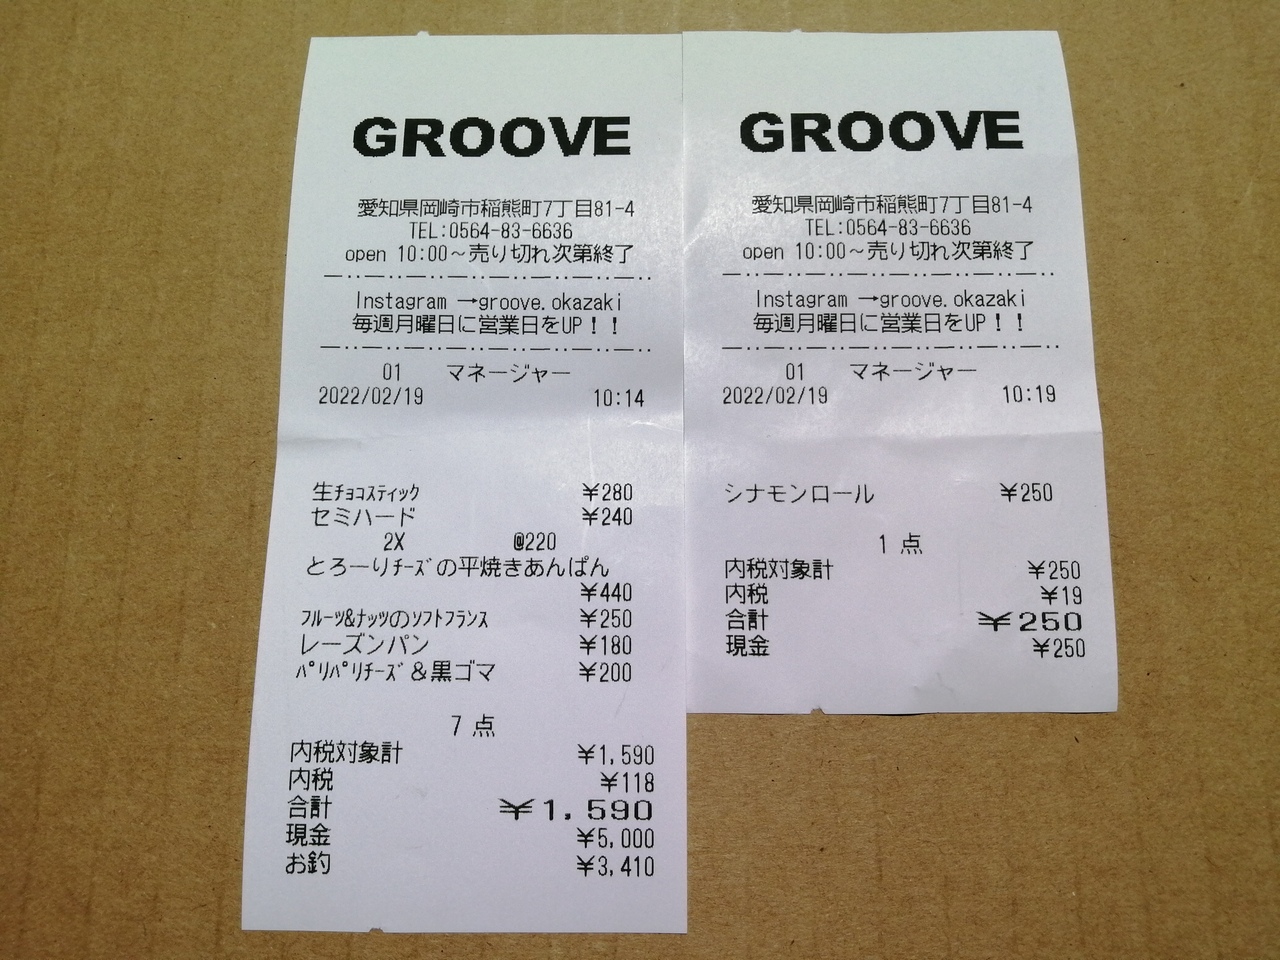 GROOVE
愛知県岡崎市稲熊町7丁目81-4
TEL:0564-83-6636
open 10:00～売り切れ次第終了
Instagram →groove.okazaki
毎週月曜日に営業日をUP！！
01 マネージャー
2022/02/19 10:14
生ﾁｮｺｽﾃｨｯｸ ¥280
セミハード ¥240
2X @220
とろーりﾁｰｽﾞの平焼きあんぱん
¥440
ﾌﾙｰﾂ&ﾅｯﾂのｿﾌﾄﾌﾗﾝｽ ¥250
レーズンパン ¥180
ﾊﾟﾘﾊﾟﾘﾁｰｽﾞ＆黒ゴマ ¥200
7 点
内税対象計 ¥1,590
内税 ¥118
合計 ¥1,590
現金 ¥5,000
お釣 ¥3,410
GROOVE
愛知県岡崎市稲熊町7丁目81-4
TEL:0564-83-6636
open 10:00～売り切れ次第終了
Instagram →groove.okazaki
毎週月曜日に営業日をUP！！
01 マネージャー
2022/02/19 10:19
シナモンロール ¥250
1 点
内税対象計 ¥250
内税 ¥19
合計 ¥250
現金 ¥250